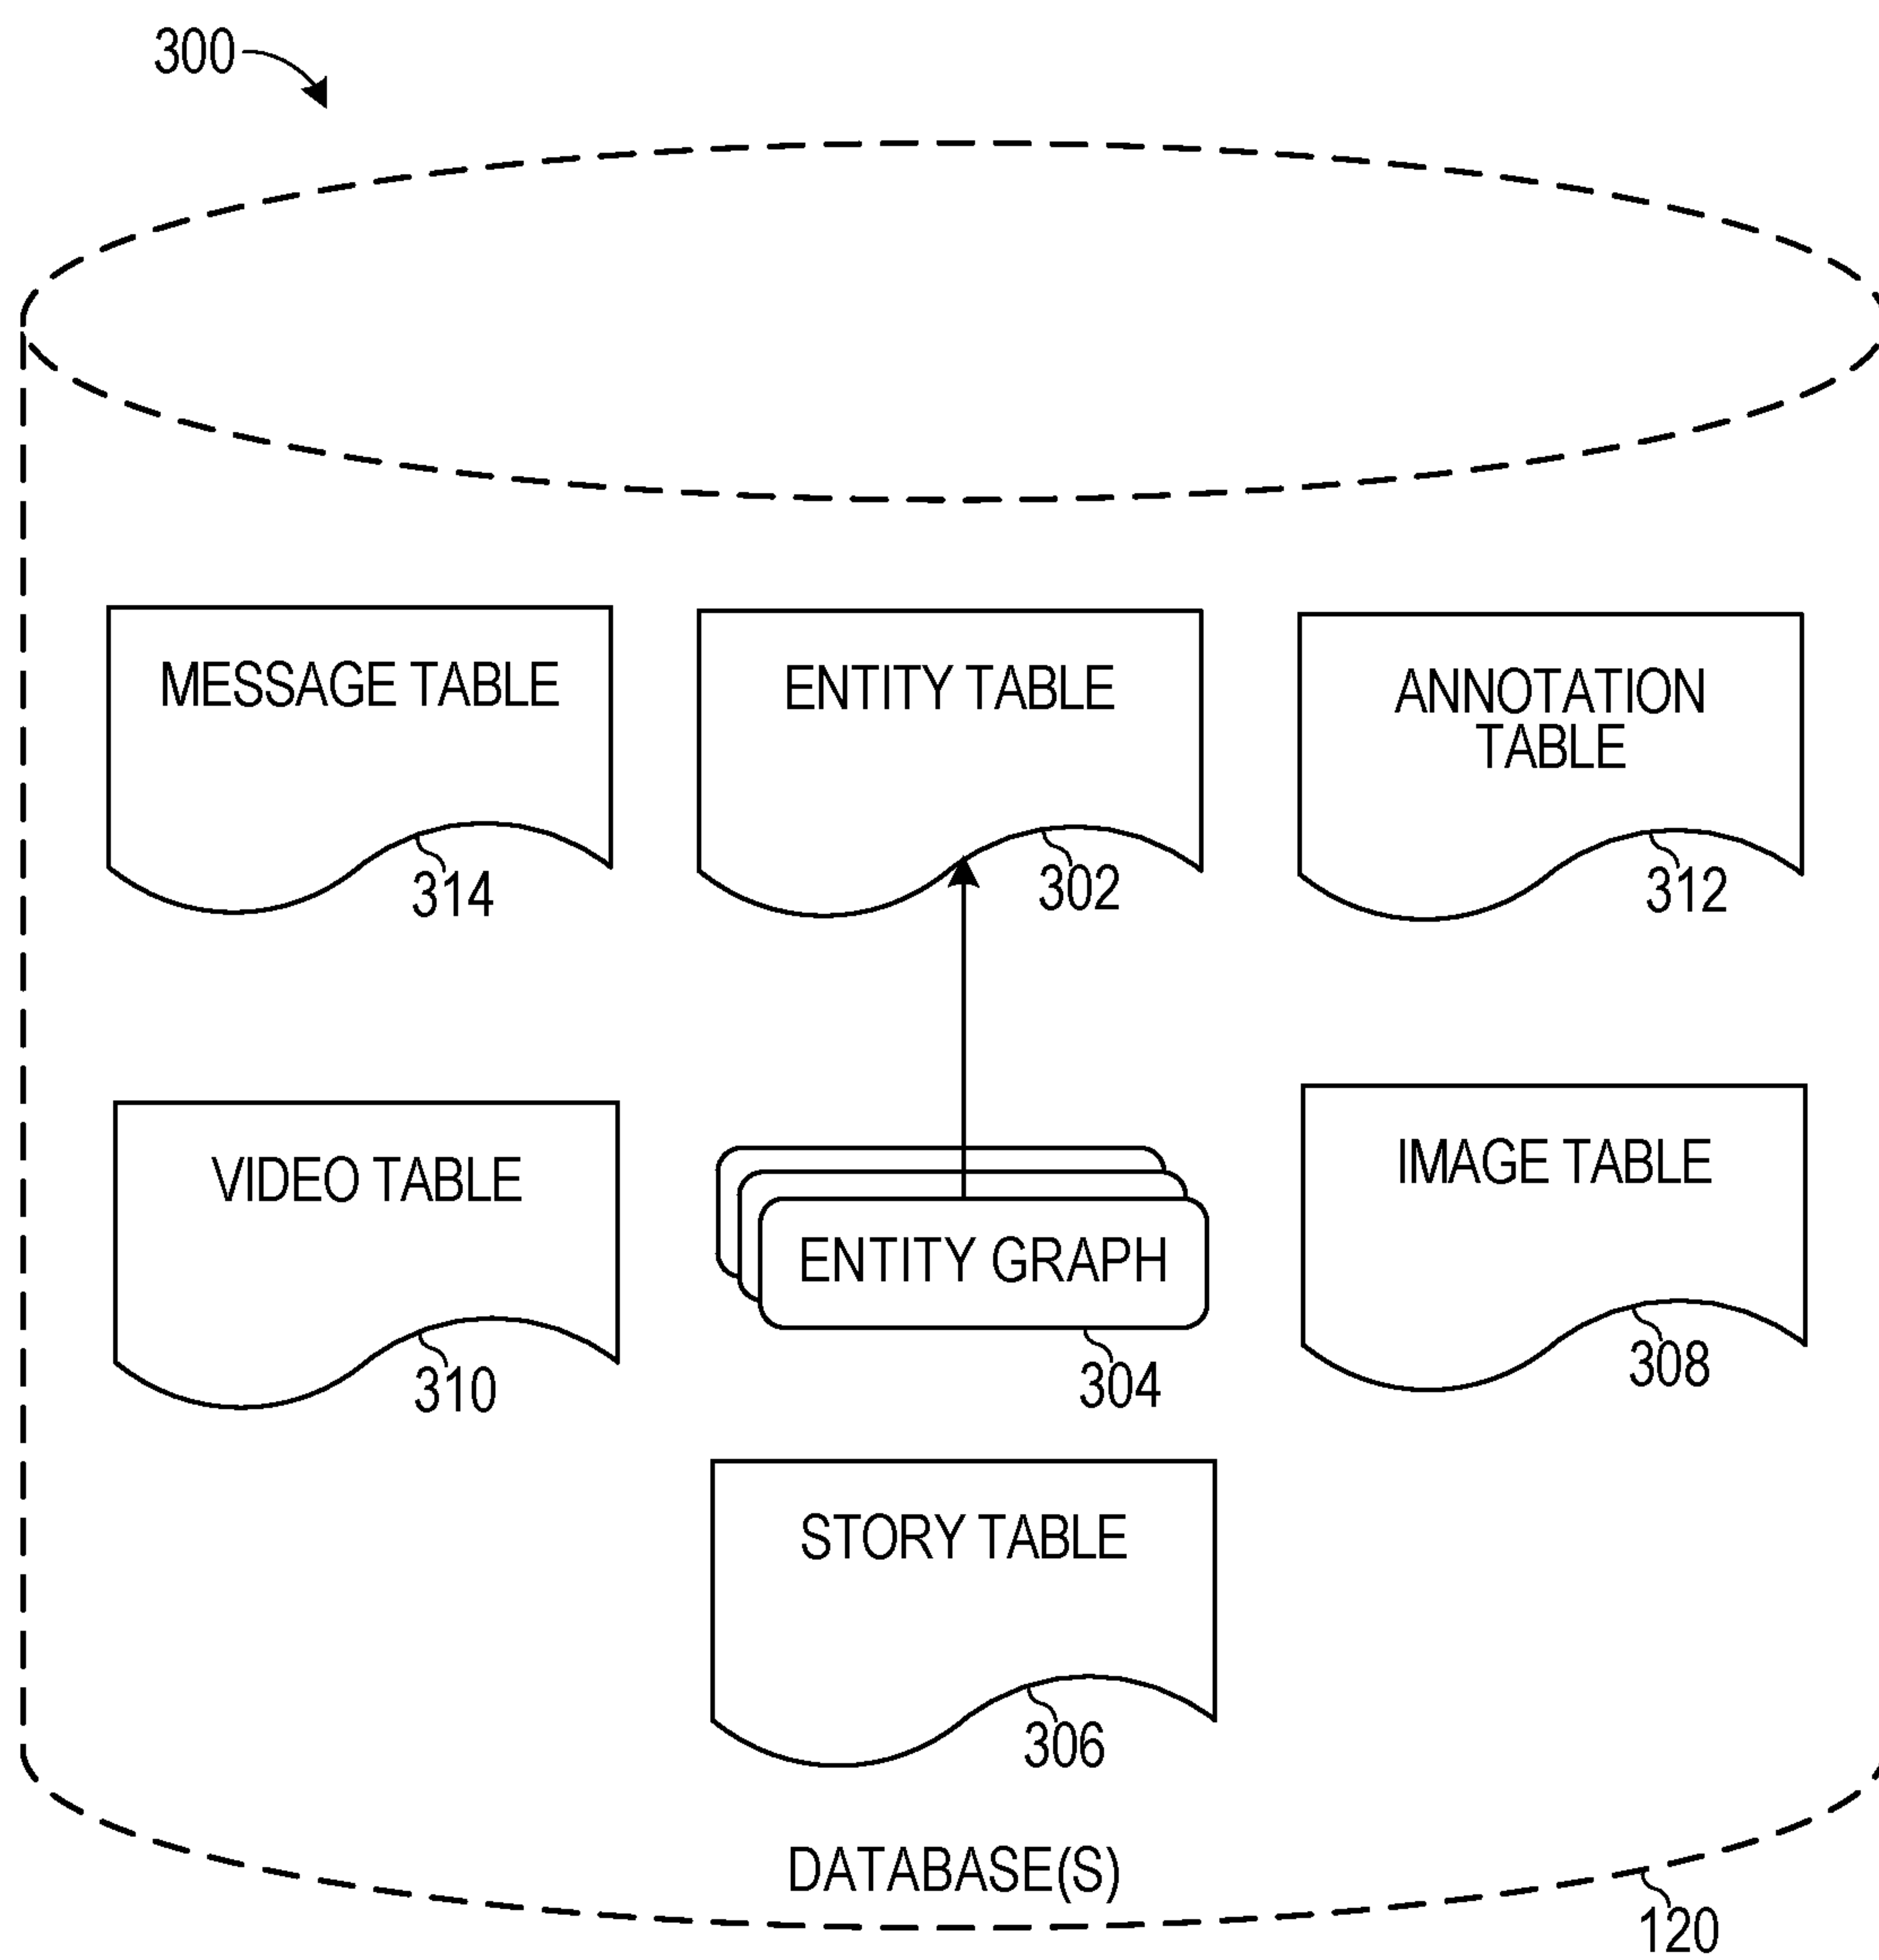 300
MESSAGE TABLE
314
ENTITY TABLE
302
ANNOTATION
TABLE
312
VIDEO TABLE
310
ENTITY GRAPH
304
IMAGE TABLE
308
STORY TABLE
306
DATABASE(S)
120